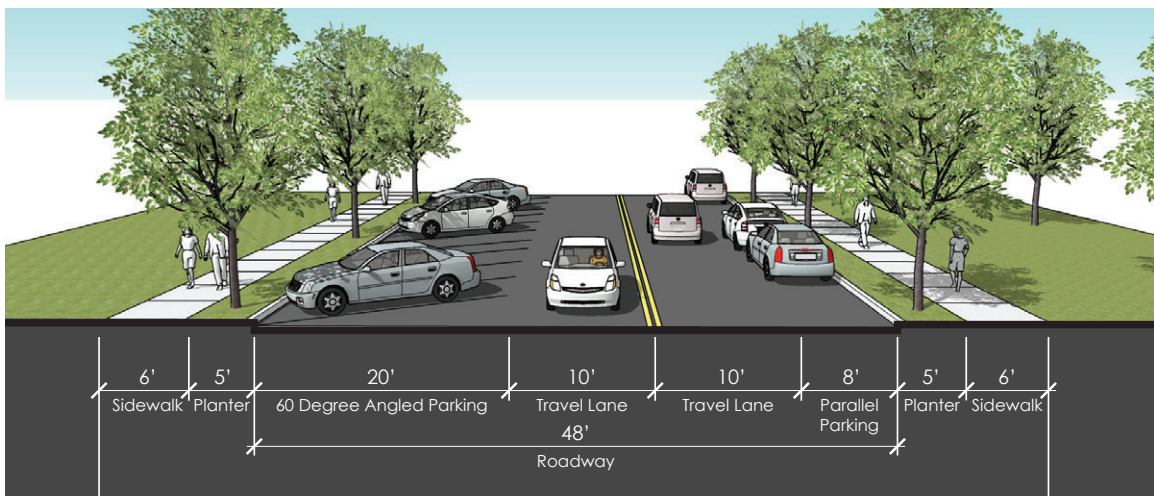 6’ 5’ 20’ 10’ 10’ 8’ 5’ 6’
Sidewalk Planter 60 Degree Angled Parking Travel Lane Travel Lane Parallel Planter Sidewalk
Parking
48’
Roadway